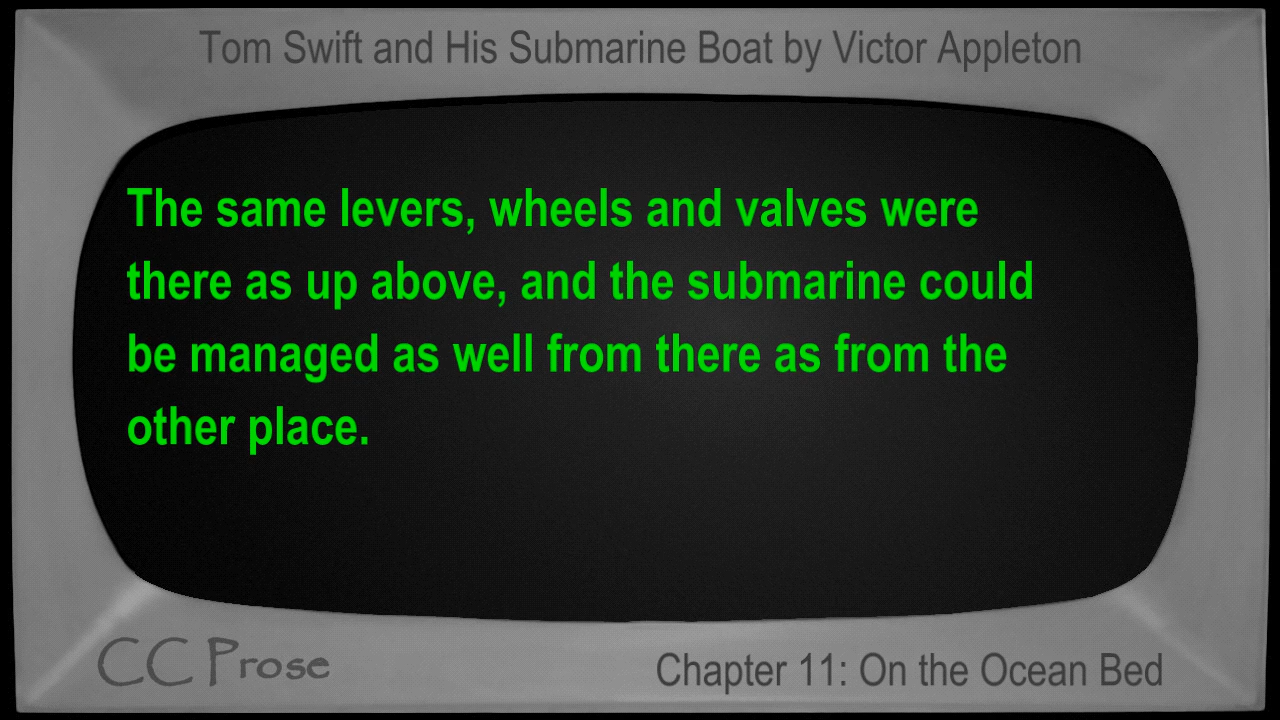 Tom Swift and His Submarine Boat by Victor Appleton
The same levers, wheels and valves were
there as up above, and the submarine could
be managed as well from there as from the
other place.
CC Prose
Chapter 11: On the Ocean Bed